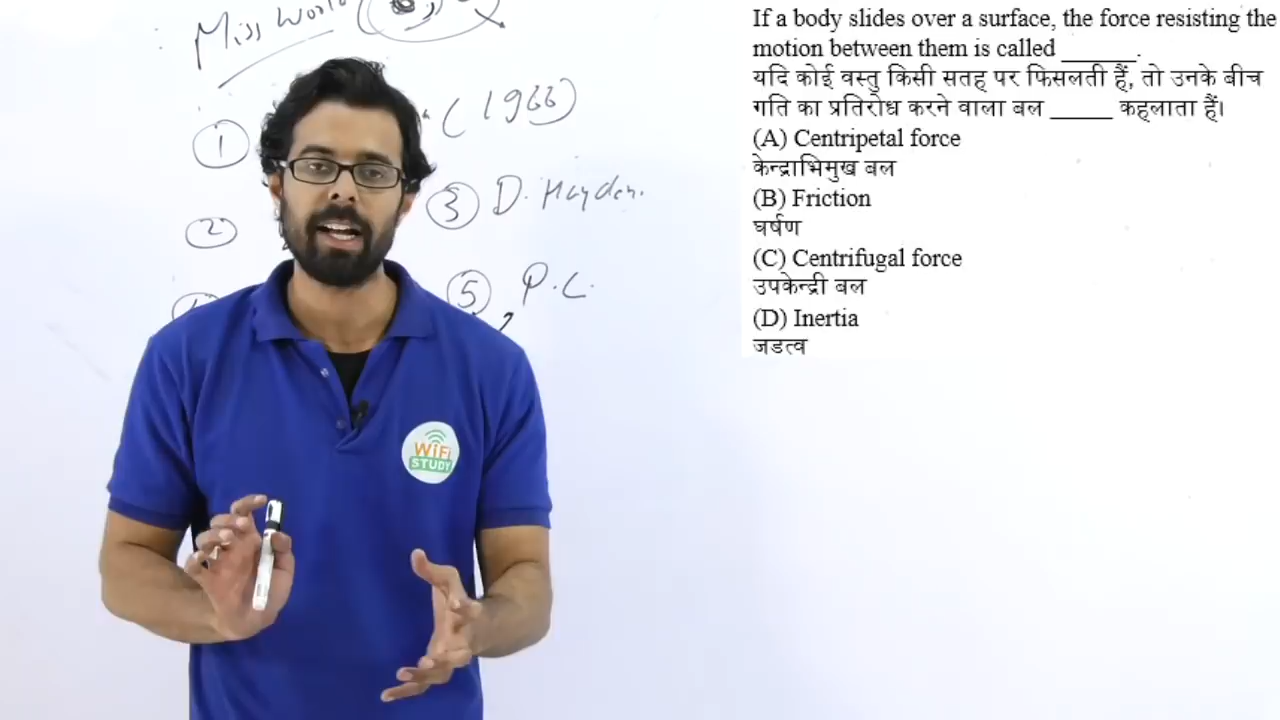 Miss World
1
( 1966)
2
3 D. Hayden.
5 P.C.
WiFi
STUDY
If a body slides over a surface, the force resisting the
motion between them is called ______.
यदि कोई वस्तु किसी सतह पर फिसलती हैं, तो उनके बीच
गति का प्रतिरोध करने वाला बल _____ कहलाता हैं।
(A) Centripetal force
केन्द्राभिमुख बल
(B) Friction
घर्षण
(C) Centrifugal force
उपकेन्द्री बल
(D) Inertia
जडत्व